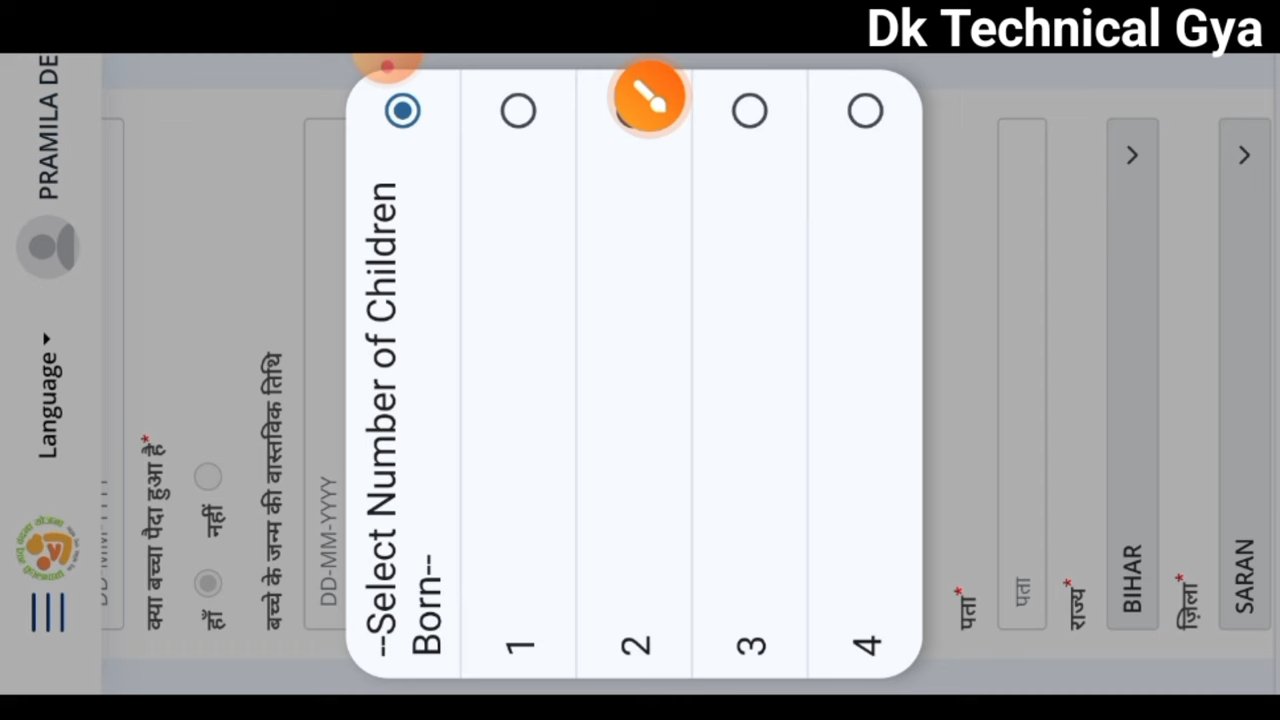 Dk Technical Gya
Language
PRAMILA DE
क्या बच्चा पैदा हुआ है*
हाँ
नहीं
बच्चे के जन्म की वास्तविक तिथि
DD-MM-YYYY
--Select Number of Children
Born--
1
2
3
4
पता*
पता
राज्य*
BIHAR
ज़िला*
SARAN